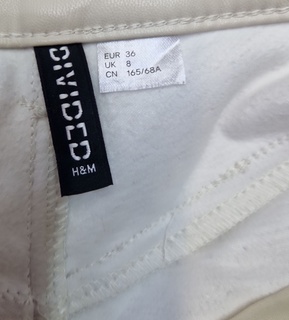 DIVIDED
H&M
EUR 36
UK 8
CN 165/68A